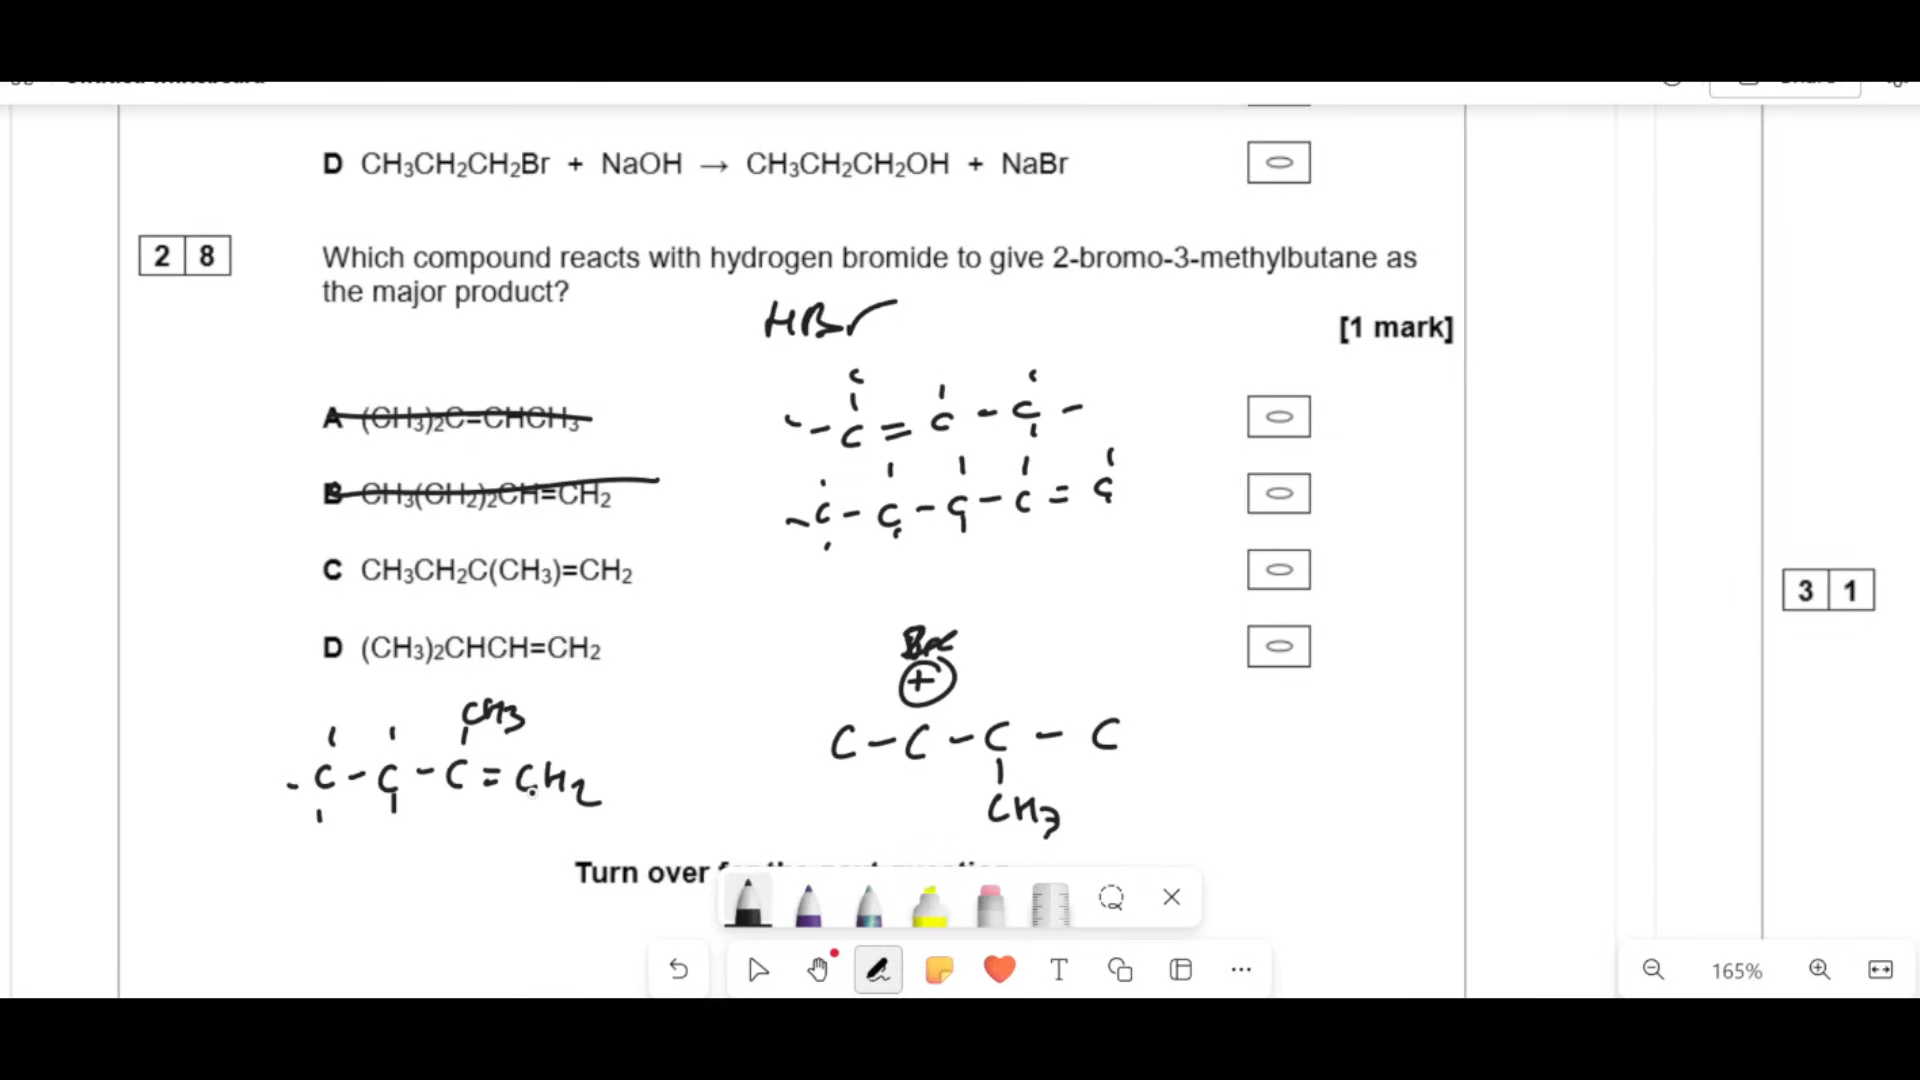 D CH3CH2CH2Br + NaOH → CH3CH2CH2OH + NaBr
2 8
Which compound reacts with hydrogen bromide to give 2-bromo-3-methylbutane as
the major product?
HBr
[1 mark]
A (CH3)2C=CHCH3
C
C = C - C -
B CH3(CH2)2CH=CH2
- C - C - C - C = C
C CH3CH2C(CH3)=CH2
3 1
D (CH3)2CHCH=CH2
+
CH3
C - C - C - C
- C - C - C = CH2
CH3
Turn over
165%